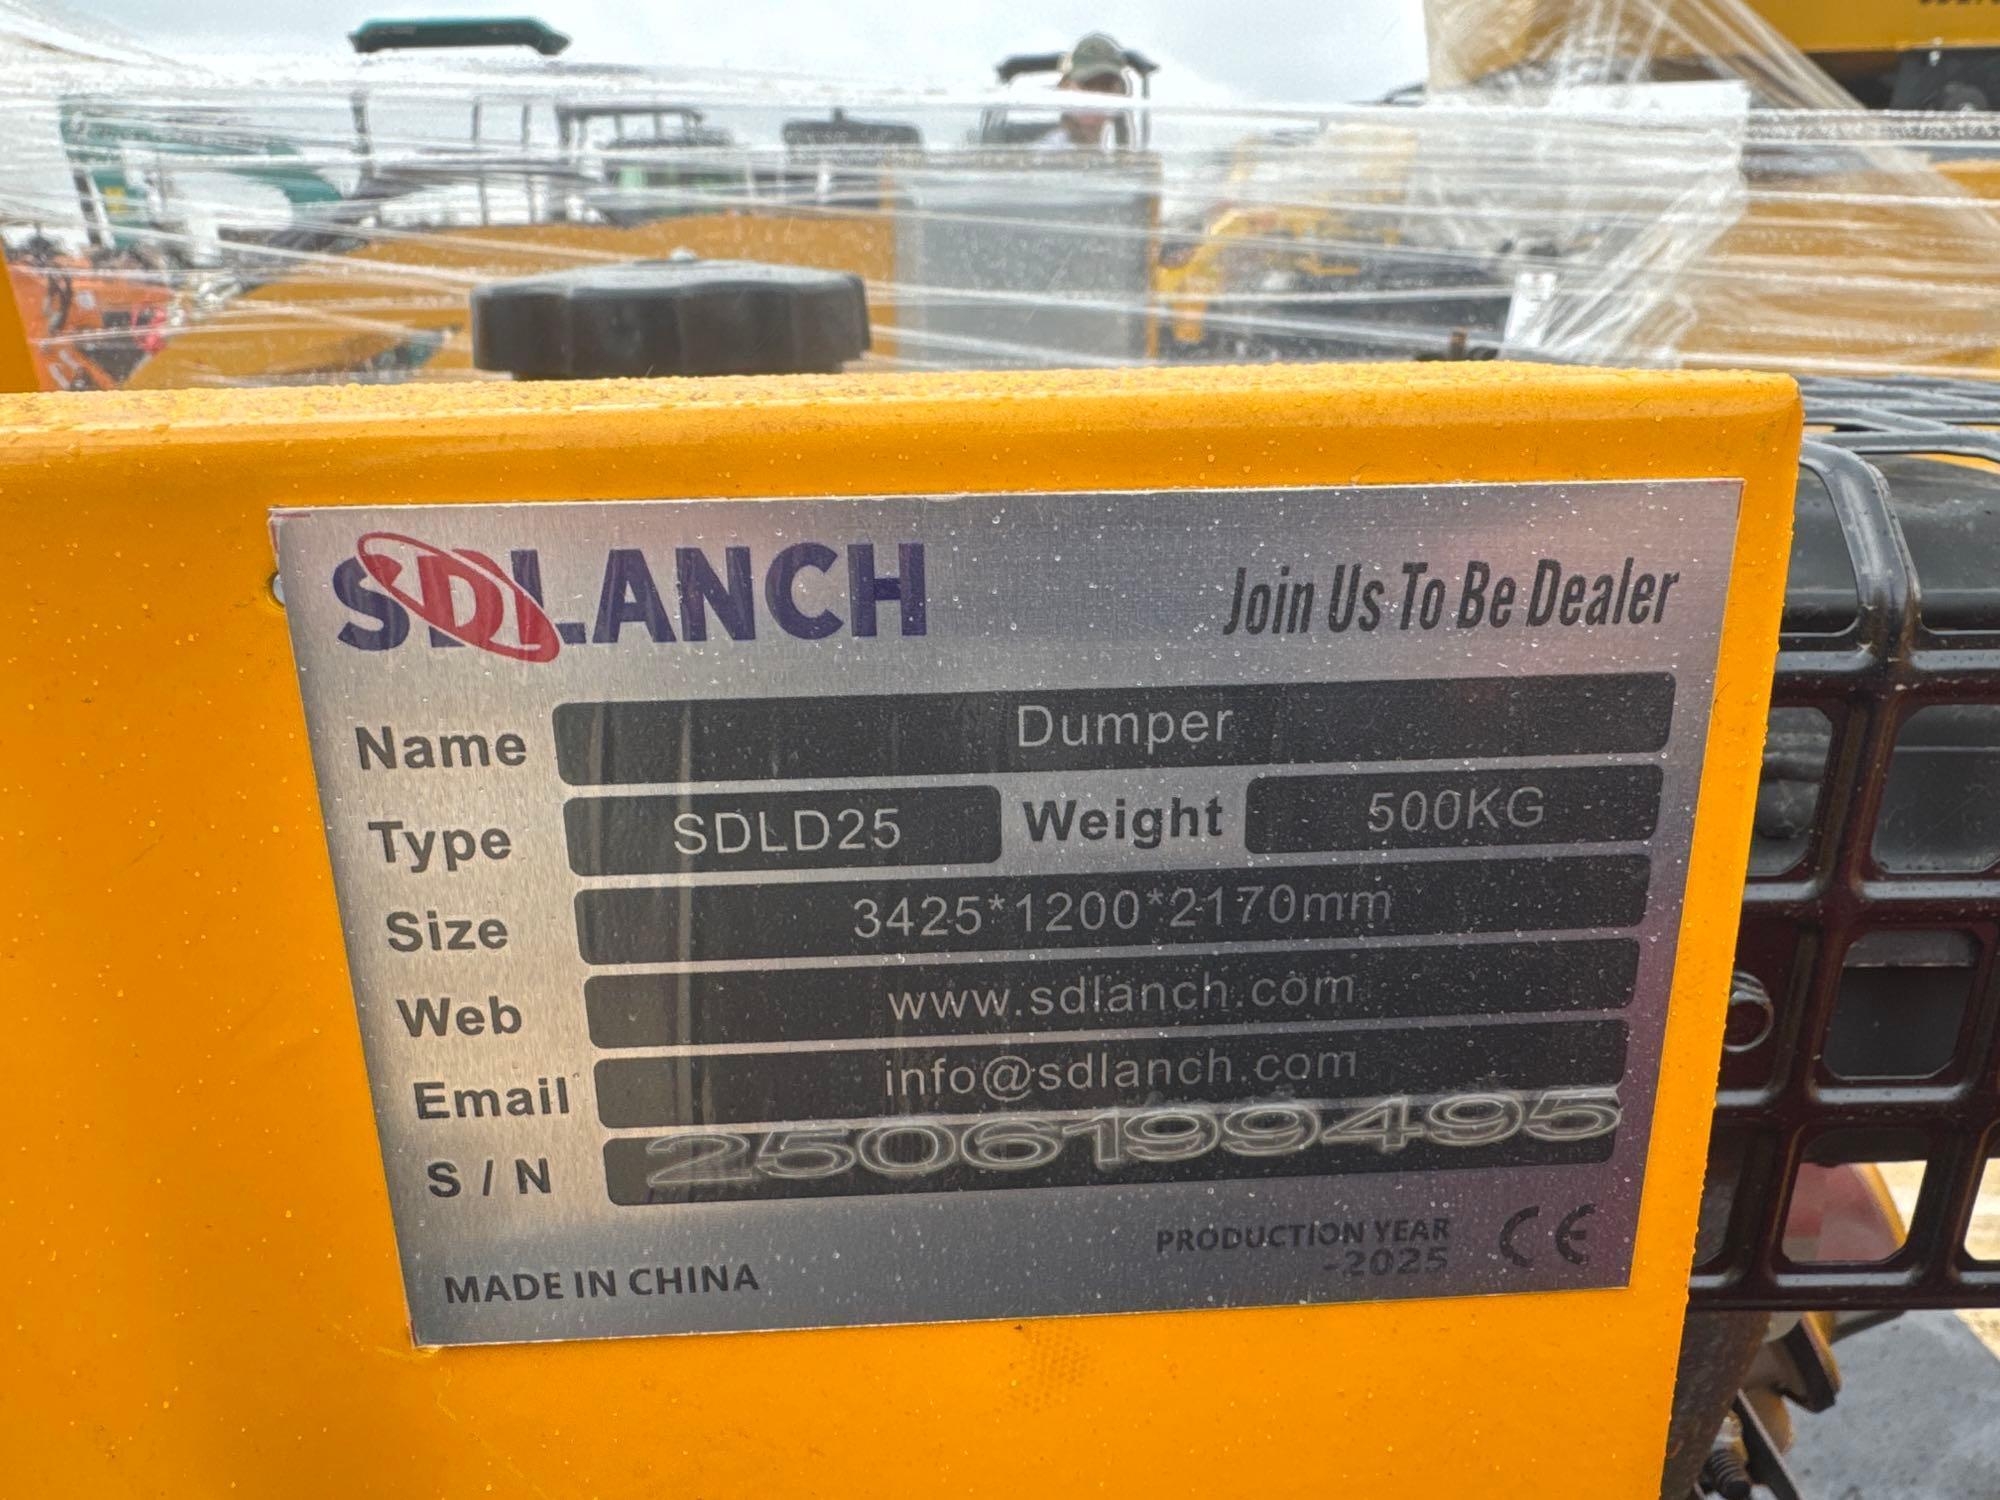 SDLANCH Join Us To Be Dealer
Name Dumper
Type SDLD25 Weight 500KG
Size 3425*1200*2170mm
Web www.sdlanch.com
Email info@sdlanch.com
S / N 2506199495
PRODUCTION YEAR CE
-2025
MADE IN CHINA